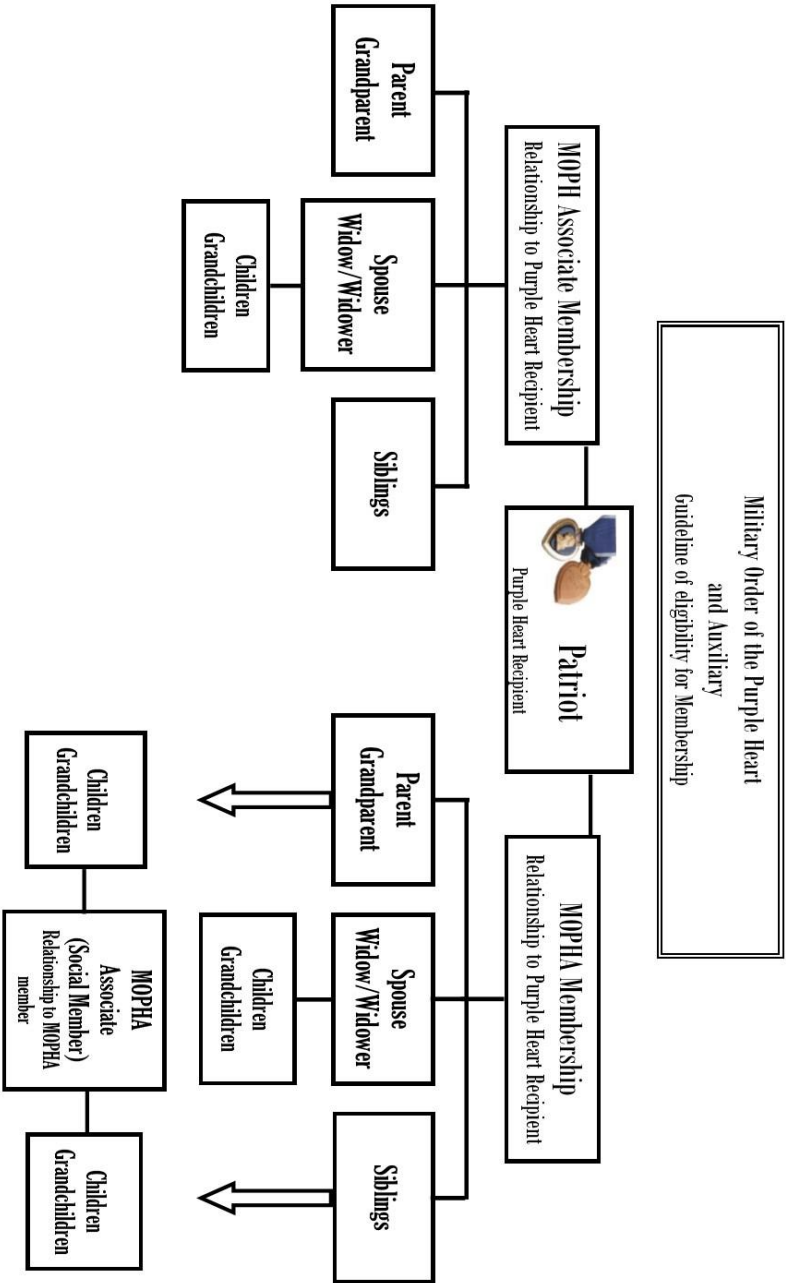 Military Order of the Purple Heart
and Auxiliary
Guideline of eligibility for Membership
MOPH Associate Membership
Relationship to Purple Heart Recipient
Patriot
Purple Heart Recipient
MOPHA Membership
Relationship to Purple Heart Recipient
Parent
Grandparent
Spouse
Widow/Widower
Siblings
Parent
Grandparent
Spouse
Widow/Widower
Siblings
Children
Grandchildren
Children
Grandchildren
Children
Grandchildren
MOPHA
Associate
(Social Member)
Relationship to MOPHA
member
Children
Grandchildren